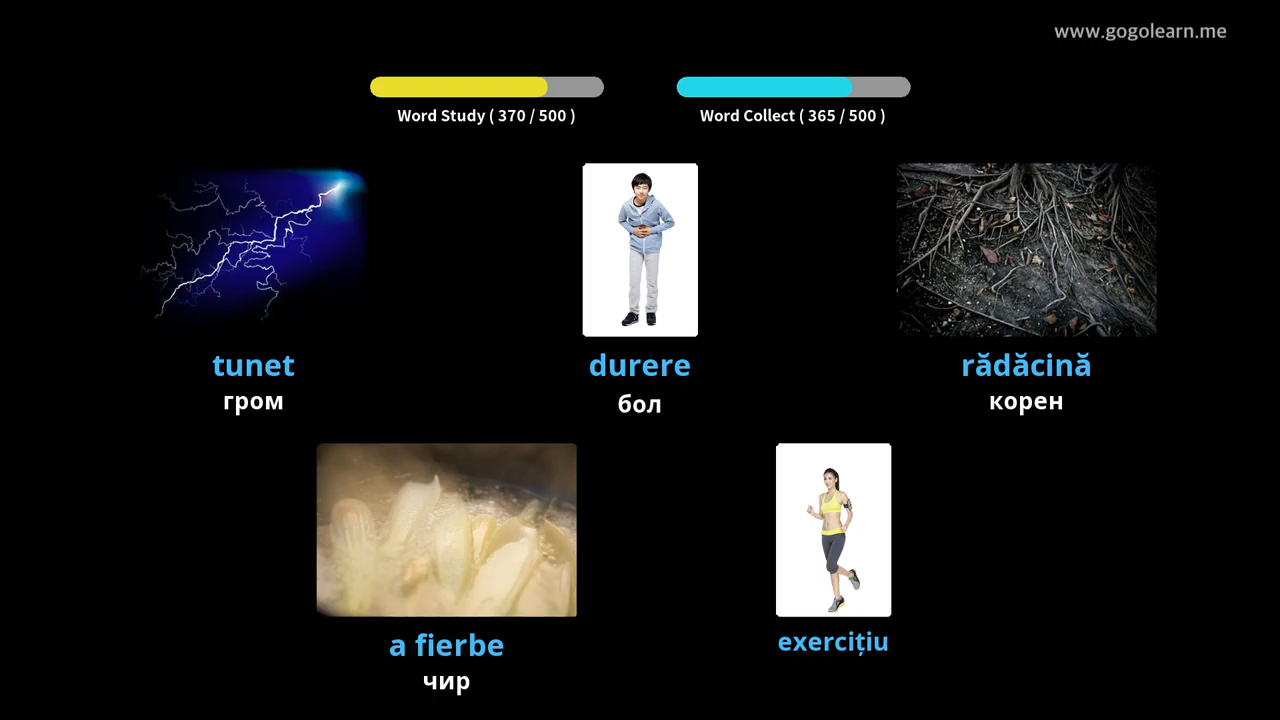 www.gogolearn.me
Word Study ( 370 / 500 )
Word Collect ( 365 / 500 )
tunet
гром
durere
бол
rădăcină
корен
a fierbe
чир
exercițiu